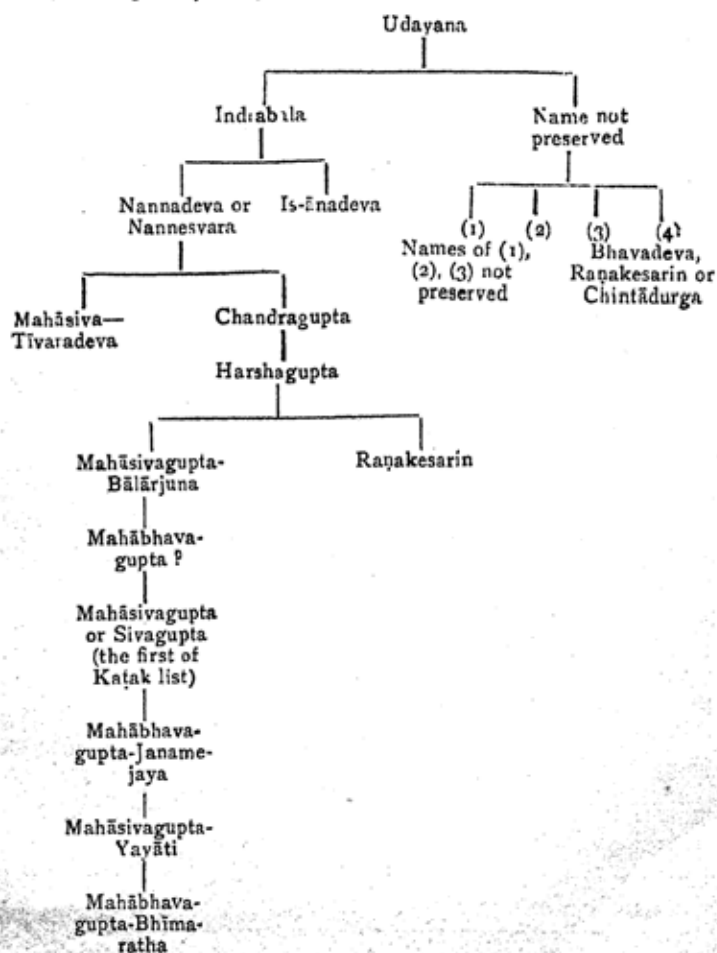 Udayana
Indrabala
Name not
preserved
Nannadeva or
Nannesvara
Is-ānadeva
(1) (2) (3) (4)
Names of (1),
(2), (3) not
preserved
Bhavadeva,
Raṇakesarin or
Chintādurga
Mahāsiva—
Tīvaradeva
Chandragupta
Harshagupta
Mahāsivagupta-
Bālārjuna
Raṇakesarin
Mahābhava-
gupta ?
Mahāsivagupta
or Sivagupta
(the first of
Kaṭak list)
Mahābhava-
gupta-Janame-
jaya
Mahāsivagupta-
Yayāti
Mahābhava-
gupta-Bhīma-
ratha